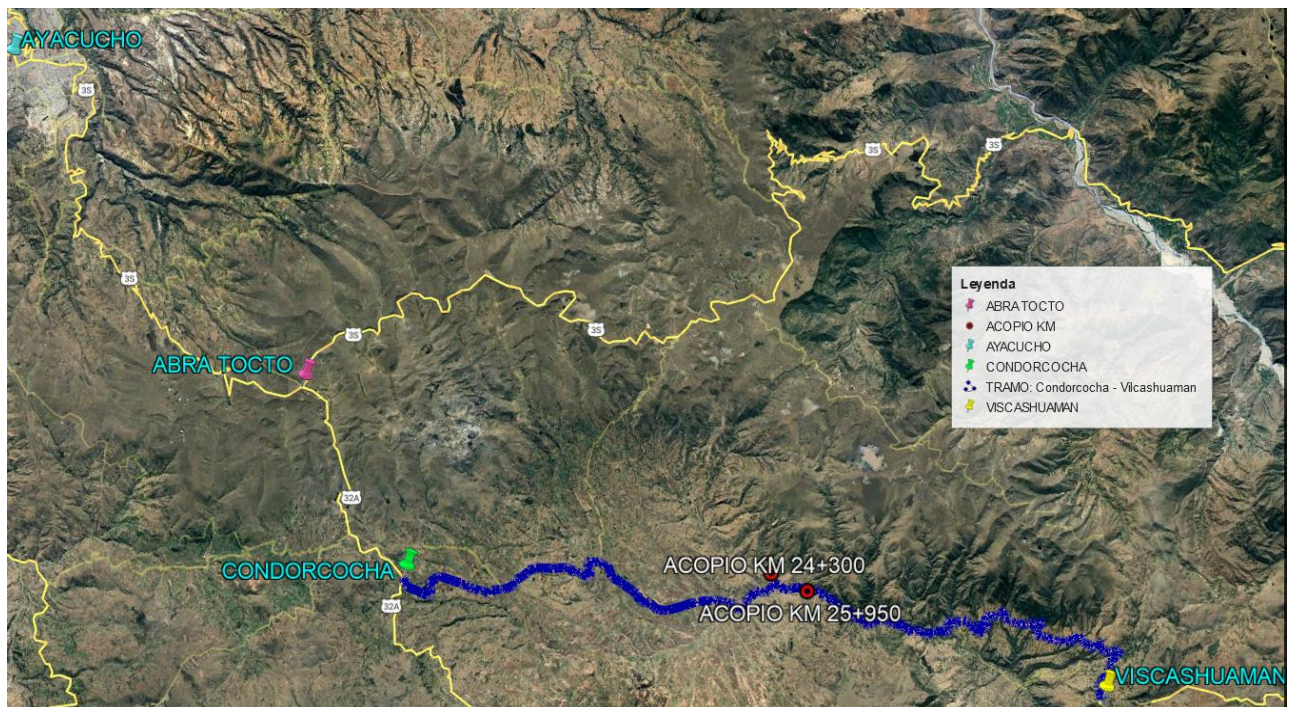 AYACUCHO
3S
3S
3S
3S
3S
3S
ABRA TOCTO
32A
CONDORCOCHA
32A
ACOPIO KM 24+300
ACOPIO KM 25+950
VISCASHUAMAN
Leyenda
ABRA TOCTO
ACOPIO KM
AYACUCHO
CONDORCOCHA
TRAMO: Condorcocha - Vilcashuaman
VISCASHUAMAN